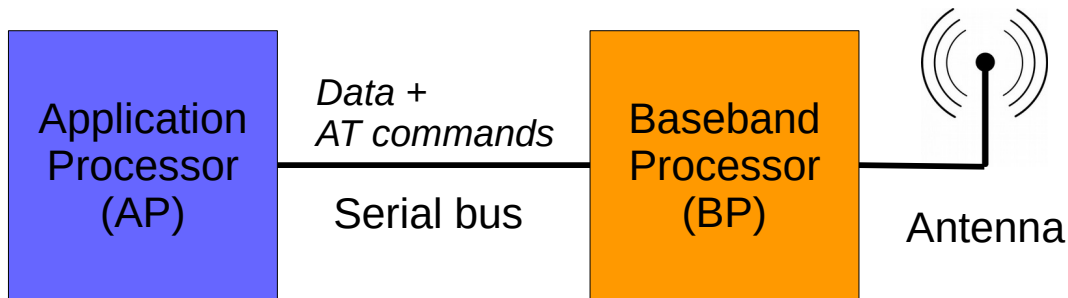 Application
Processor
(AP)
Data +
AT commands
Serial bus
Baseband
Processor
(BP)
Antenna